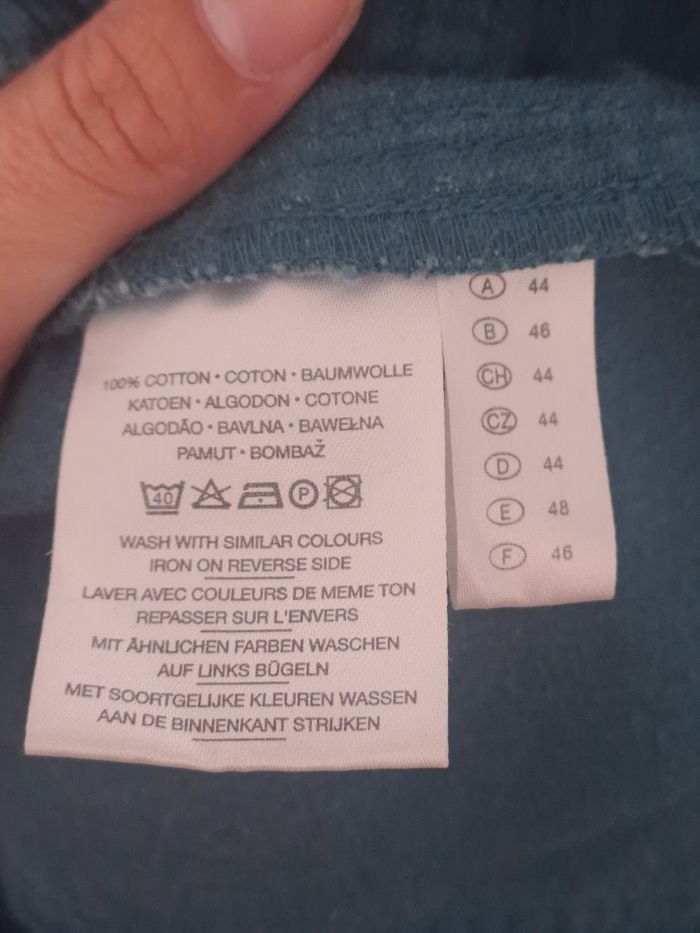 100% COTTON • COTON • BAUMWOLLE
KATOEN • ALGODON • COTONE
ALGODÃO • BAVLNA • BAWEŁNA
PAMUT • BOMBAŽ
40 P
WASH WITH SIMILAR COLOURS
IRON ON REVERSE SIDE
LAVER AVEC COULEURS DE MEME TON
REPASSER SUR L'ENVERS
MIT ÄHNLICHEN FARBEN WASCHEN
AUF LINKS BÜGELN
MET SOORTGELIJKE KLEUREN WASSEN
AAN DE BINNENKANT STRIJKEN
A 44
B 46
CH 44
CZ 44
D 44
E 48
F 46